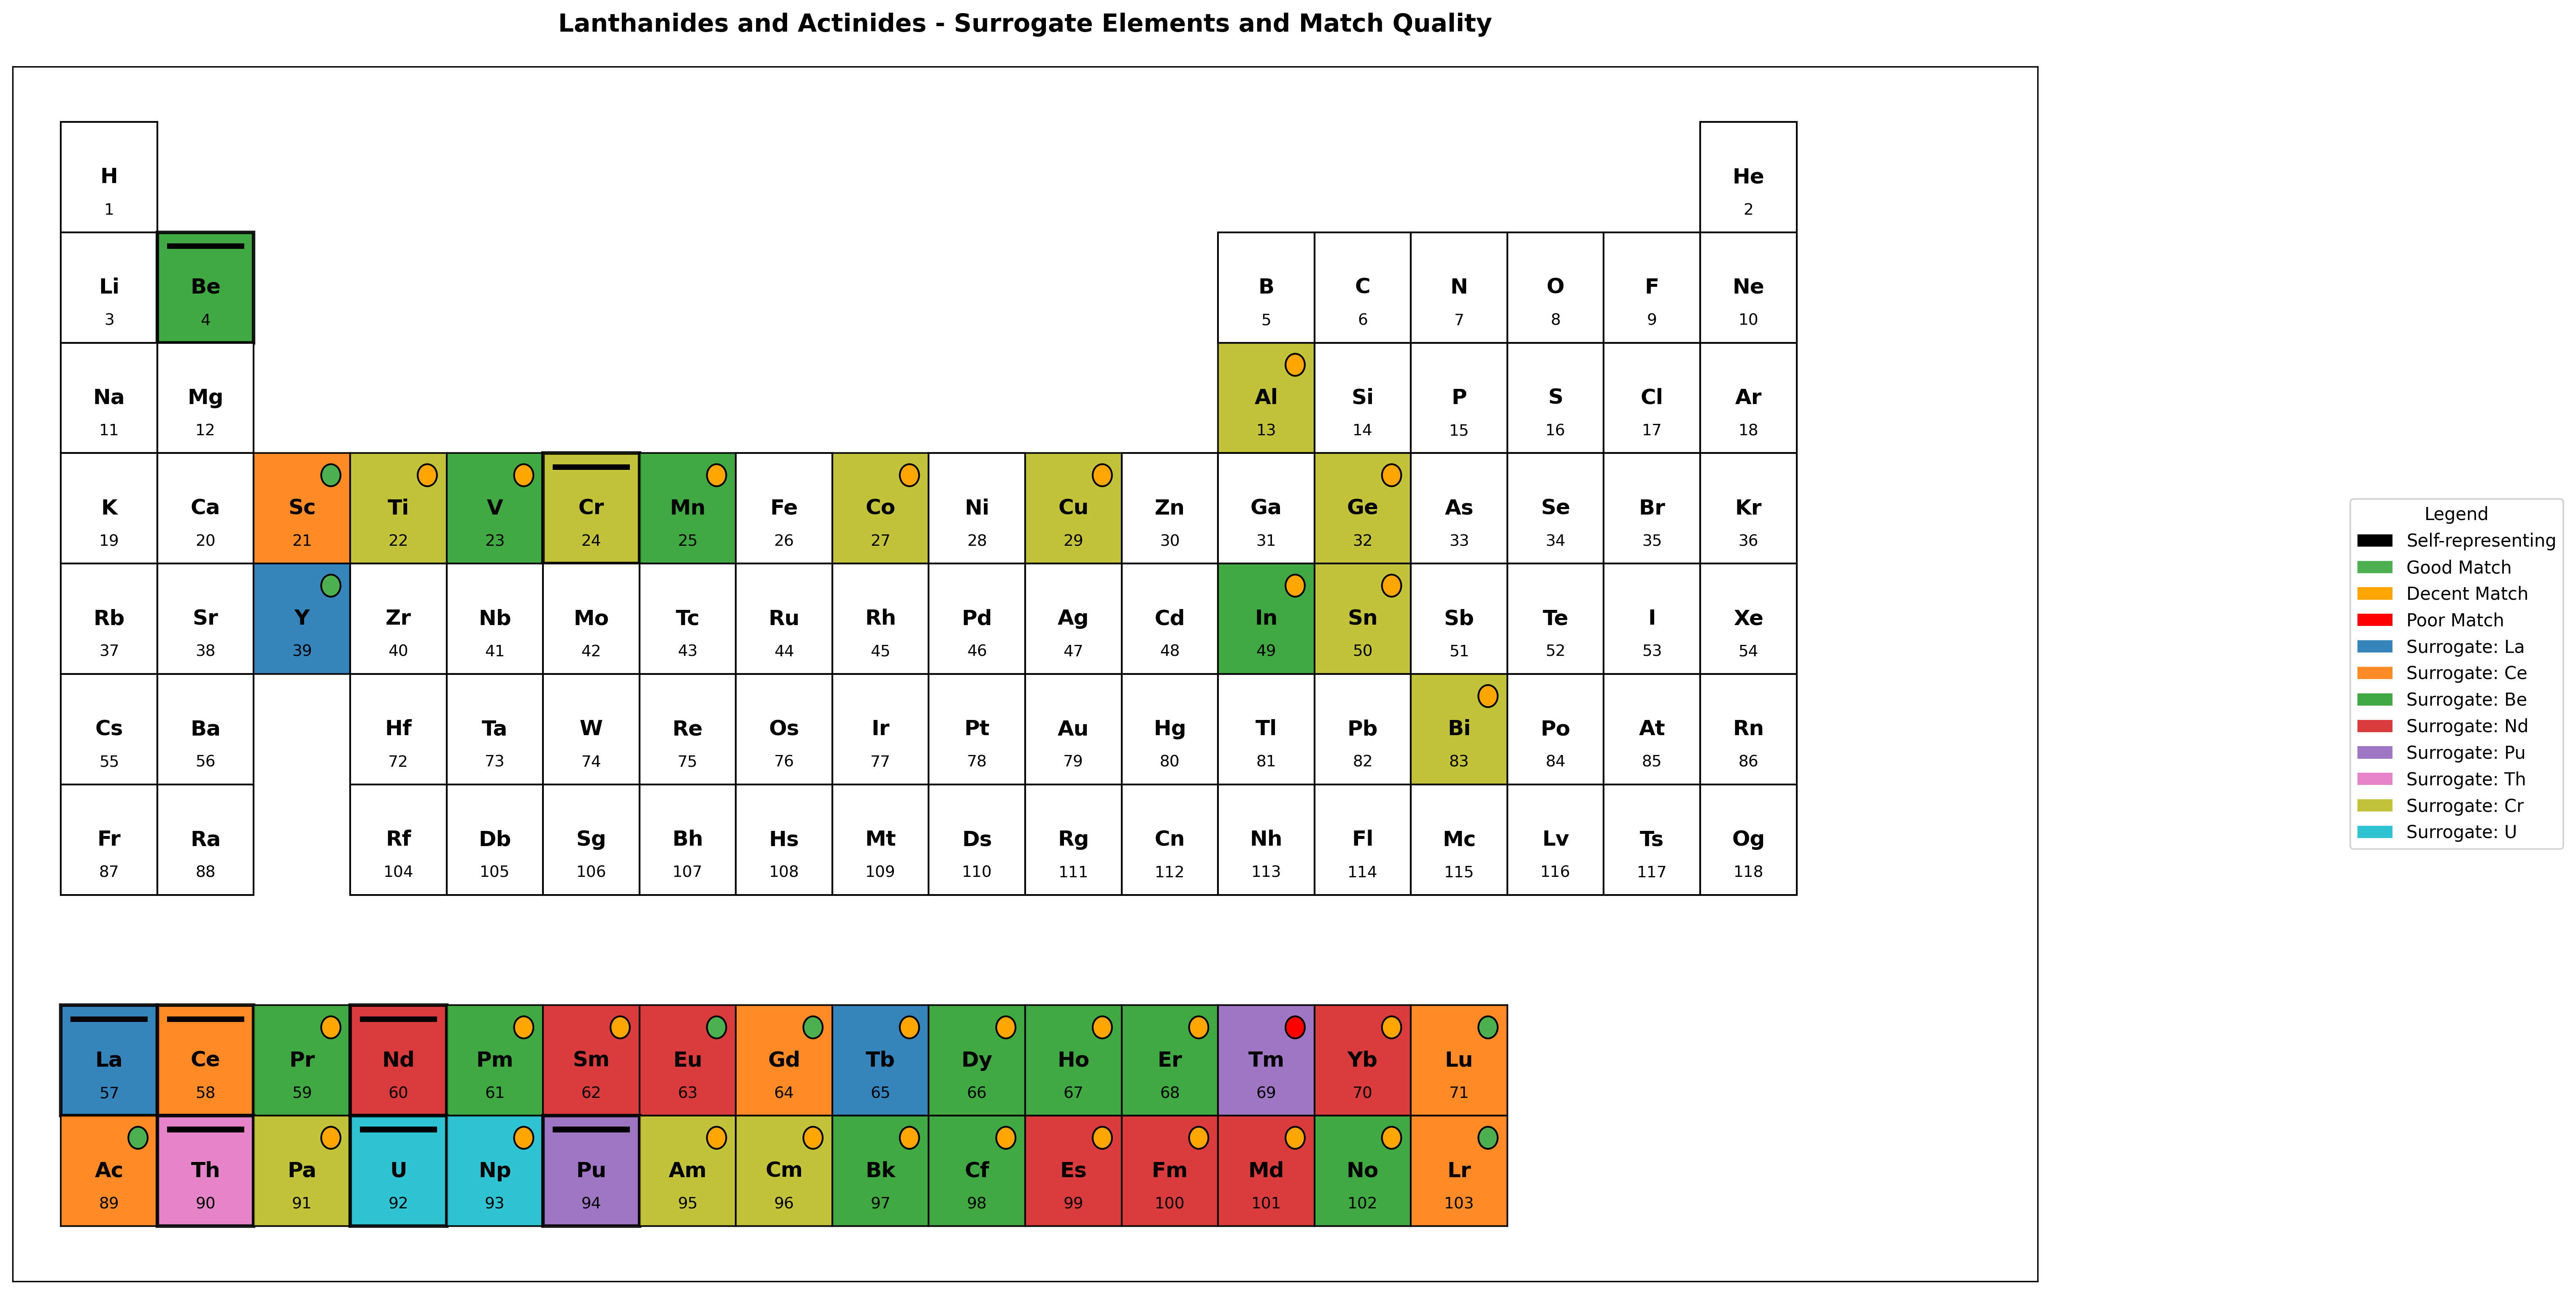 Lanthanides and Actinides - Surrogate Elements and Match Quality
H He
1 2
Li Be B C N O F Ne
3 4 5 6 7 8 9 10
Na Mg Al Si P S Cl Ar
11 12 13 14 15 16 17 18
K Ca Sc Ti V Cr Mn Fe Co Ni Cu Zn Ga Ge As Se Br Kr
19 20 21 22 23 24 25 26 27 28 29 30 31 32 33 34 35 36
Rb Sr Y Zr Nb Mo Tc Ru Rh Pd Ag Cd In Sn Sb Te I Xe
37 38 39 40 41 42 43 44 45 46 47 48 49 50 51 52 53 54
Cs Ba Hf Ta W Re Os Ir Pt Au Hg Tl Pb Bi Po At Rn
55 56 72 73 74 75 76 77 78 79 80 81 82 83 84 85 86
Fr Ra Rf Db Sg Bh Hs Mt Ds Rg Cn Nh Fl Mc Lv Ts Og
87 88 104 105 106 107 108 109 110 111 112 113 114 115 116 117 118
La Ce Pr Nd Pm Sm Eu Gd Tb Dy Ho Er Tm Yb Lu
57 58 59 60 61 62 63 64 65 66 67 68 69 70 71
Ac Th Pa U Np Pu Am Cm Bk Cf Es Fm Md No Lr
89 90 91 92 93 94 95 96 97 98 99 100 101 102 103
Legend
Self-representing
Good Match
Decent Match
Poor Match
Surrogate: La
Surrogate: Ce
Surrogate: Be
Surrogate: Nd
Surrogate: Pu
Surrogate: Th
Surrogate: Cr
Surrogate: U